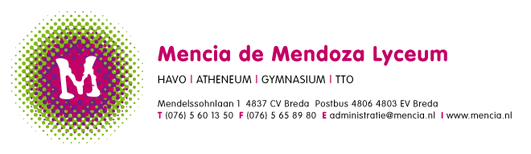 M
Mencia de Mendoza Lyceum
HAVO | ATHENEUM | GYMNASIUM | TTO
Mendelssohnlaan 1 4837 CV Breda Postbus 4806 4803 EV Breda
T (076) 5 60 13 50 F (076) 5 65 89 80 E administratie@mencia.nl I www.mencia.nl